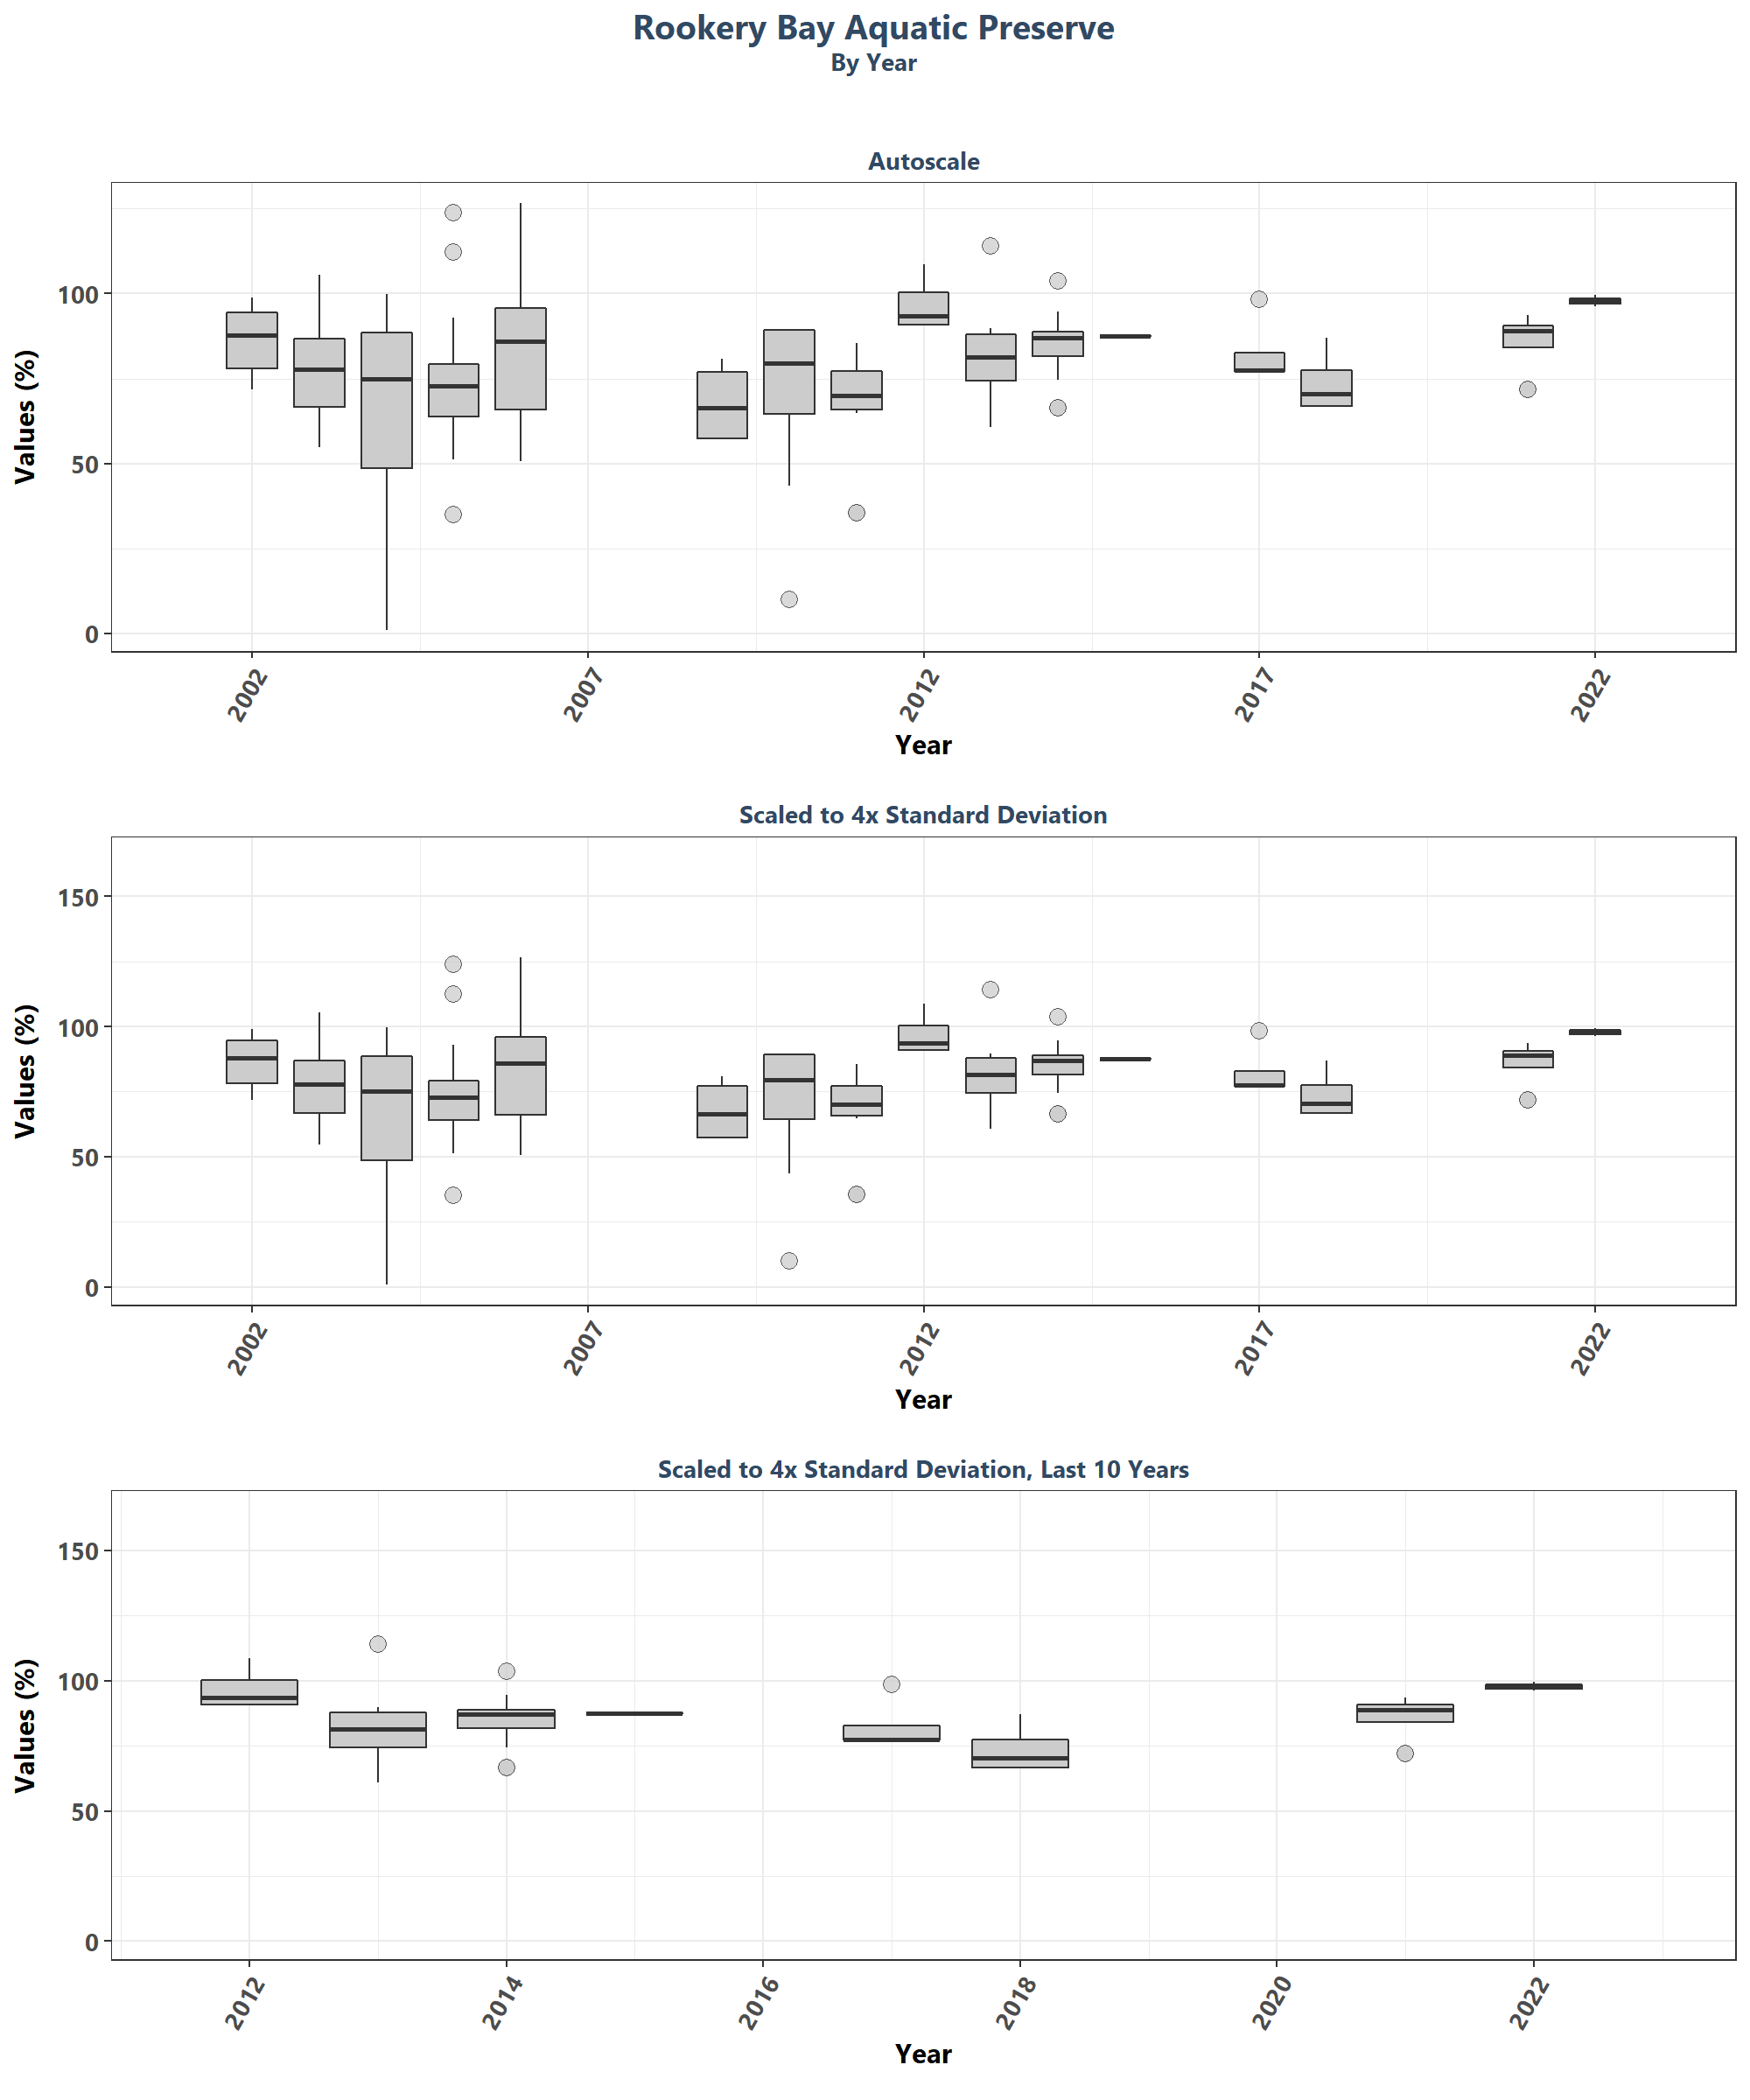 Rookery Bay Aquatic Preserve
By Year
Autoscale
Values (%)
100
50
0
2002 2007 2012 2017 2022
Year
Scaled to 4x Standard Deviation
Values (%)
150
100
50
0
2002 2007 2012 2017 2022
Year
Scaled to 4x Standard Deviation, Last 10 Years
Values (%)
150
100
50
0
2012 2014 2016 2018 2020 2022
Year